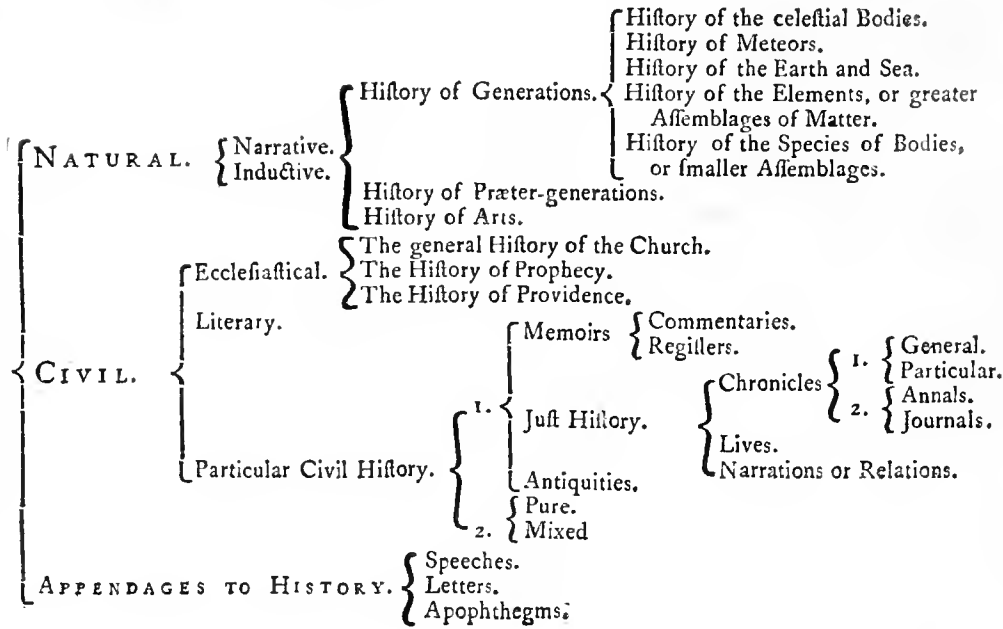 Hiſtory of the celeſtial Bodies.
Hiſtory of Meteors.
Hiſtory of the Earth and Sea.
Hiſtory of Generations.
Hiſtory of the Elements, or greater
Aſſemblages of Matter.
Hiſtory of the Species of Bodies,
or ſmaller Aſſemblages.
NATURAL.
Narrative.
Inductive.
Hiſtory of Præter-generations.
Hiſtory of Arts.
Eccleſiaſtical.
The general Hiſtory of the Church.
The Hiſtory of Prophecy.
The Hiſtory of Providence.
Literary.
CIVIL.
Particular Civil Hiſtory.
1.
Memoirs
Commentaries.
Regiſters.
Juſt Hiſtory.
Chronicles
1.
General.
Particular.
2.
Annals.
Journals.
Lives.
Narrations or Relations.
Antiquities.
2.
Pure.
Mixed
APPENDAGES TO HISTORY.
Speeches.
Letters.
Apophthegms.